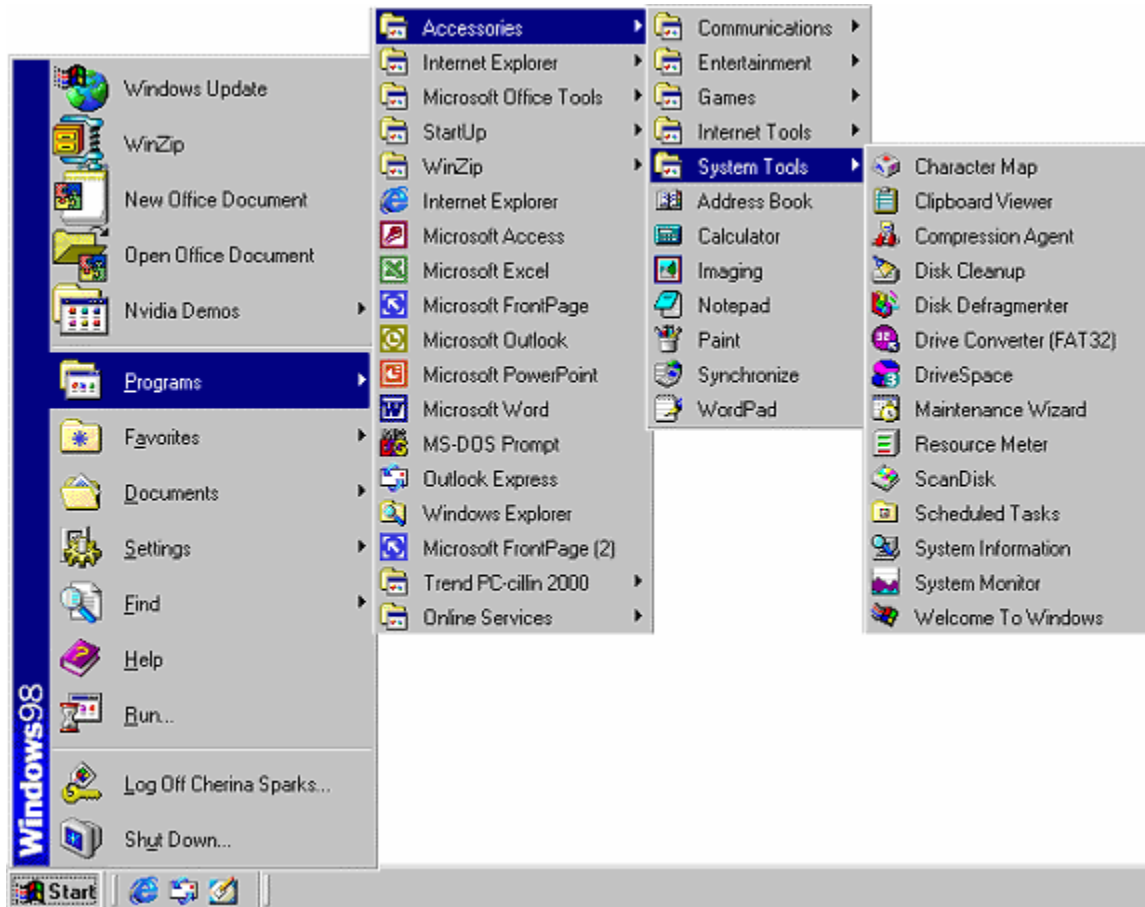 Windows Update
WinZip
New Office Document
Open Office Document
Nvidia Demos
Programs
Favorites
Documents
Settings
Find
Help
Run...
Log Off Cherina Sparks...
Shut Down...
Windows98
Start
Accessories
Internet Explorer
Microsoft Office Tools
StartUp
WinZip
Internet Explorer
Microsoft Access
Microsoft Excel
Microsoft FrontPage
Microsoft Outlook
Microsoft PowerPoint
Microsoft Word
MS-DOS Prompt
Outlook Express
Windows Explorer
Microsoft FrontPage (2)
Trend PC-cillin 2000
Online Services
Communications
Entertainment
Games
Internet Tools
System Tools
Address Book
Calculator
Imaging
Notepad
Paint
Synchronize
WordPad
Character Map
Clipboard Viewer
Compression Agent
Disk Cleanup
Disk Defragmenter
Drive Converter (FAT32)
DriveSpace
Maintenance Wizard
Resource Meter
ScanDisk
Scheduled Tasks
System Information
System Monitor
Welcome To Windows